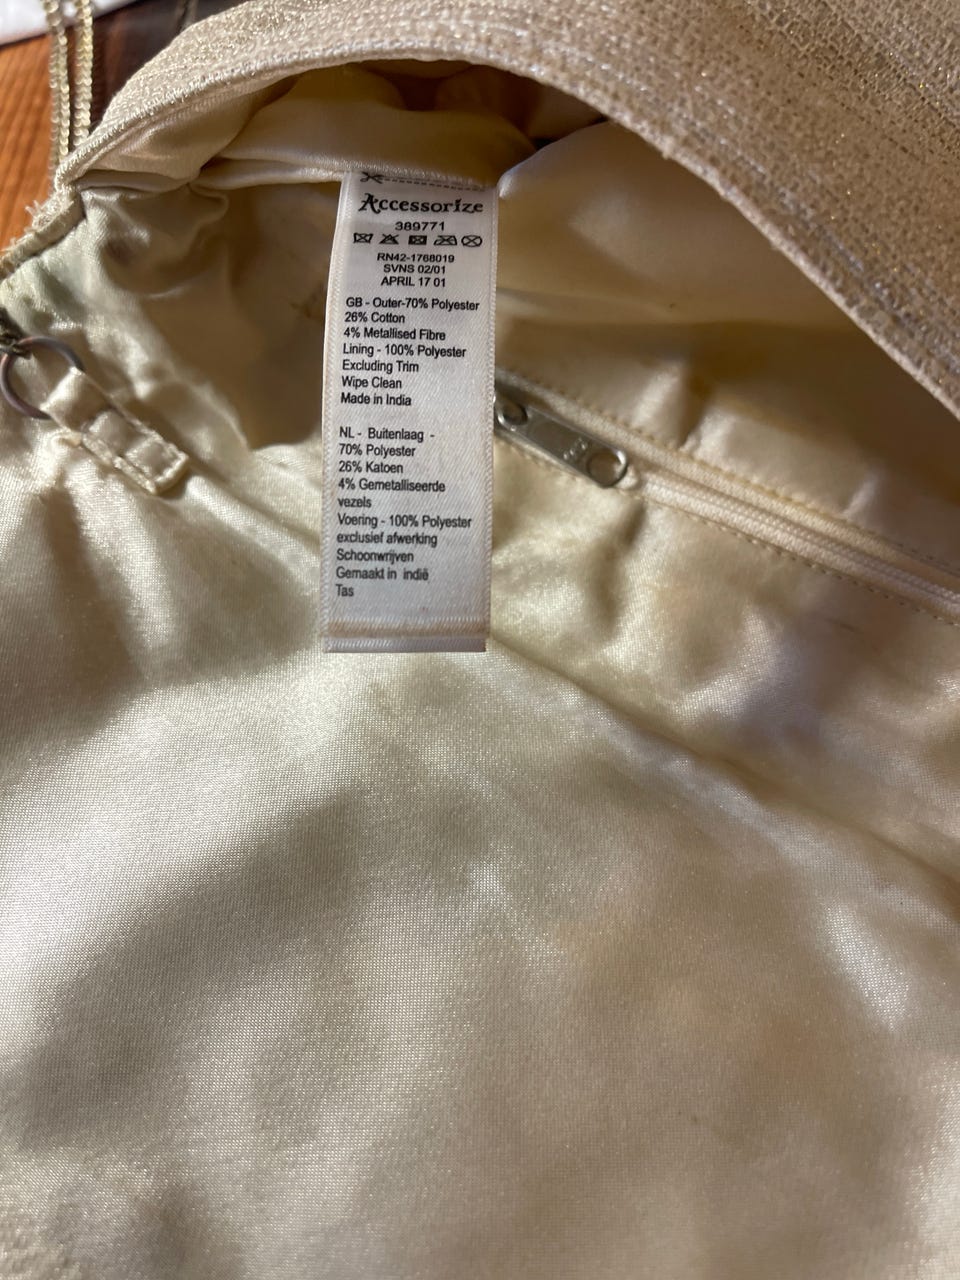 Accessorize
389771
RN42-1768019
SVNS 02/01
APRIL 17 01
GB - Outer-70% Polyester
26% Cotton
4% Metallised Fibre
Lining - 100% Polyester
Excluding Trim
Wipe Clean
Made in India
NL - Buitenlaag -
70% Polyester
26% Katoen
4% Gemetalliseerde
vezels
Voering - 100% Polyester
exclusief afwerking
Schoonwrijven
Gemaakt in indië
Tas